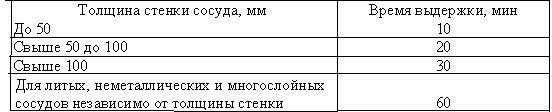 Толщина стенки сосуда, мм Время выдержки, мин
До 50 10
Свыше 50 до 100 20
Свыше 100 30
Для литых, неметаллических и многослойных
сосудов независимо от толщины стенки 60